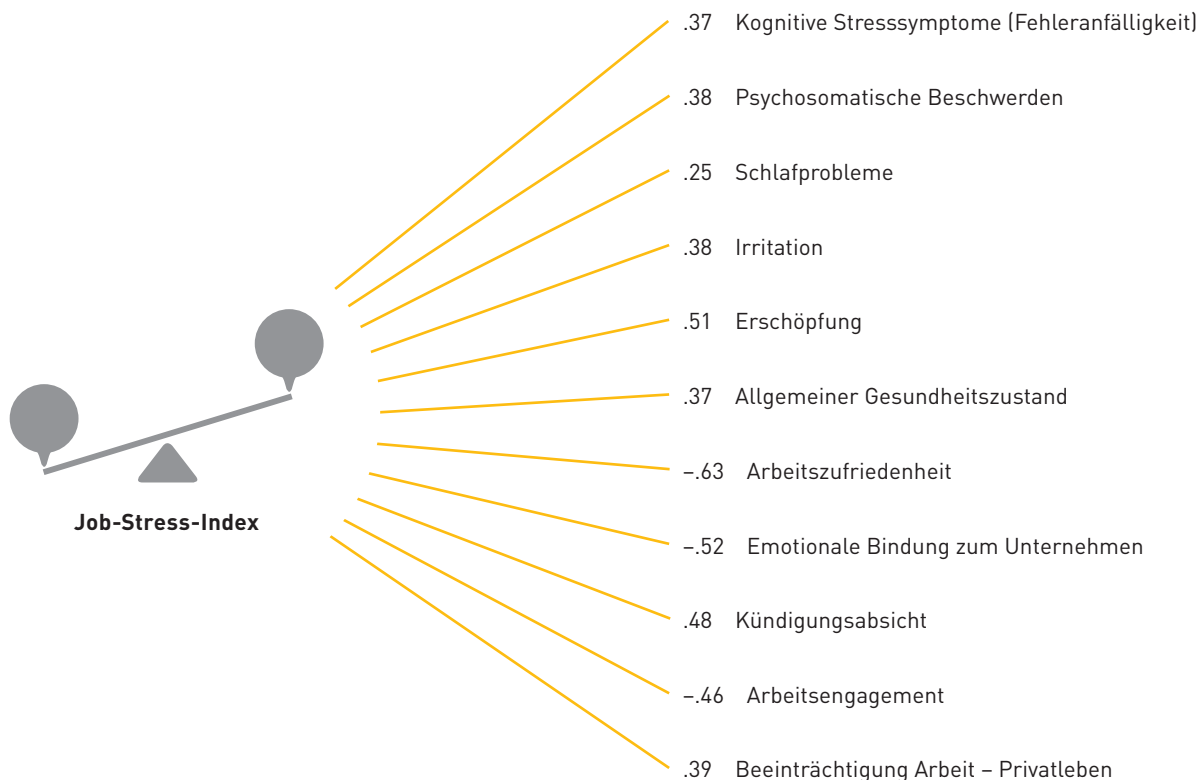 .37 Kognitive Stresssymptome (Fehleranfälligkeit)
.38 Psychosomatische Beschwerden
.25 Schlafprobleme
.38 Irritation
.51 Erschöpfung
.37 Allgemeiner Gesundheitszustand
–.63 Arbeitszufriedenheit
Job-Stress-Index
–.52 Emotionale Bindung zum Unternehmen
.48 Kündigungsabsicht
–.46 Arbeitsengagement
.39 Beeinträchtigung Arbeit – Privatleben